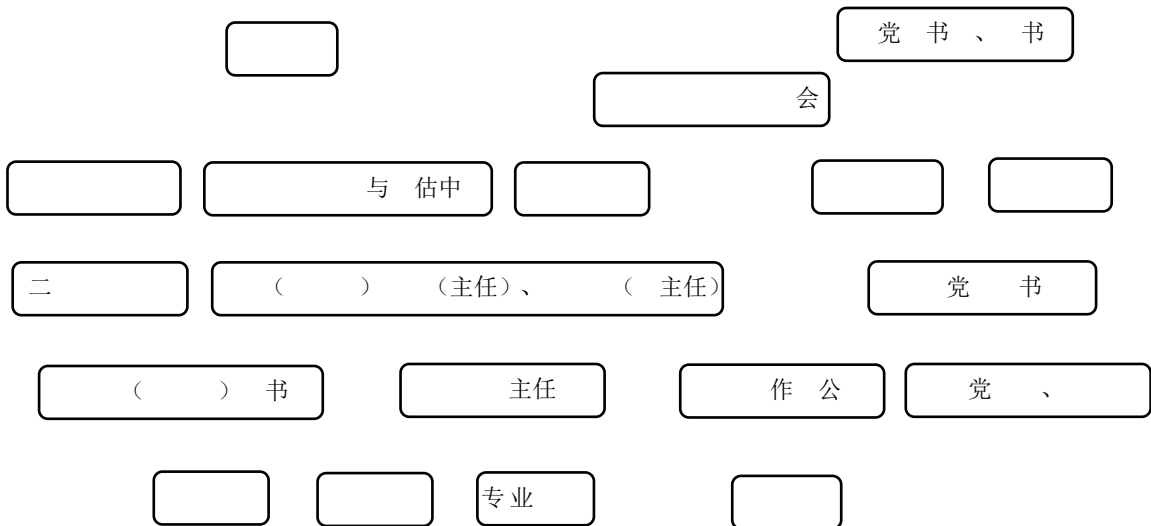 党 书 、 书
会
与 估中
二
（ ） （主任）、 （ 主任）
党 书
（ ） 书
主任
作 公
党 、
专业